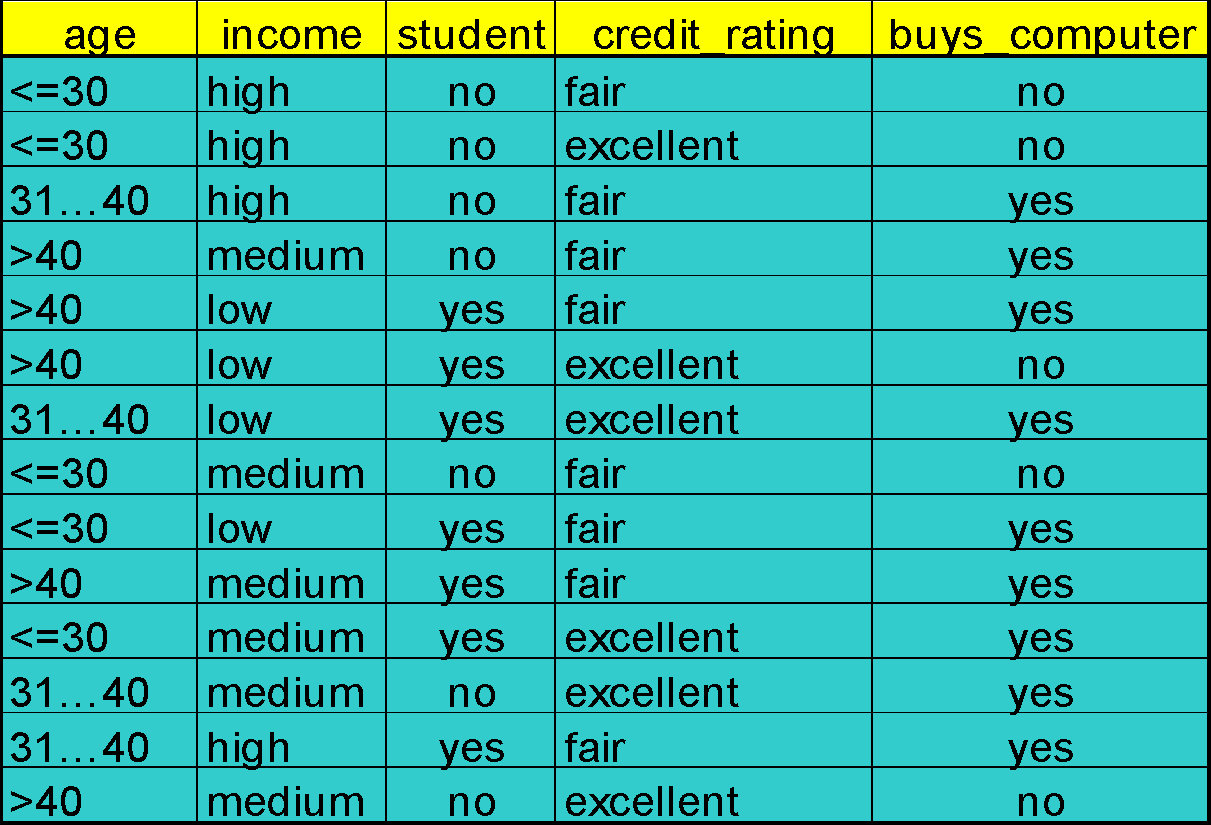 age income student credit_rating buys_computer
<=30 high no fair no
<=30 high no excellent no
31…40 high no fair yes
>40 medium no fair yes
>40 low yes fair yes
>40 low yes excellent no
31…40 low yes excellent yes
<=30 medium no fair no
<=30 low yes fair yes
>40 medium yes fair yes
<=30 medium yes excellent yes
31…40 medium no excellent yes
31…40 high yes fair yes
>40 medium no excellent no